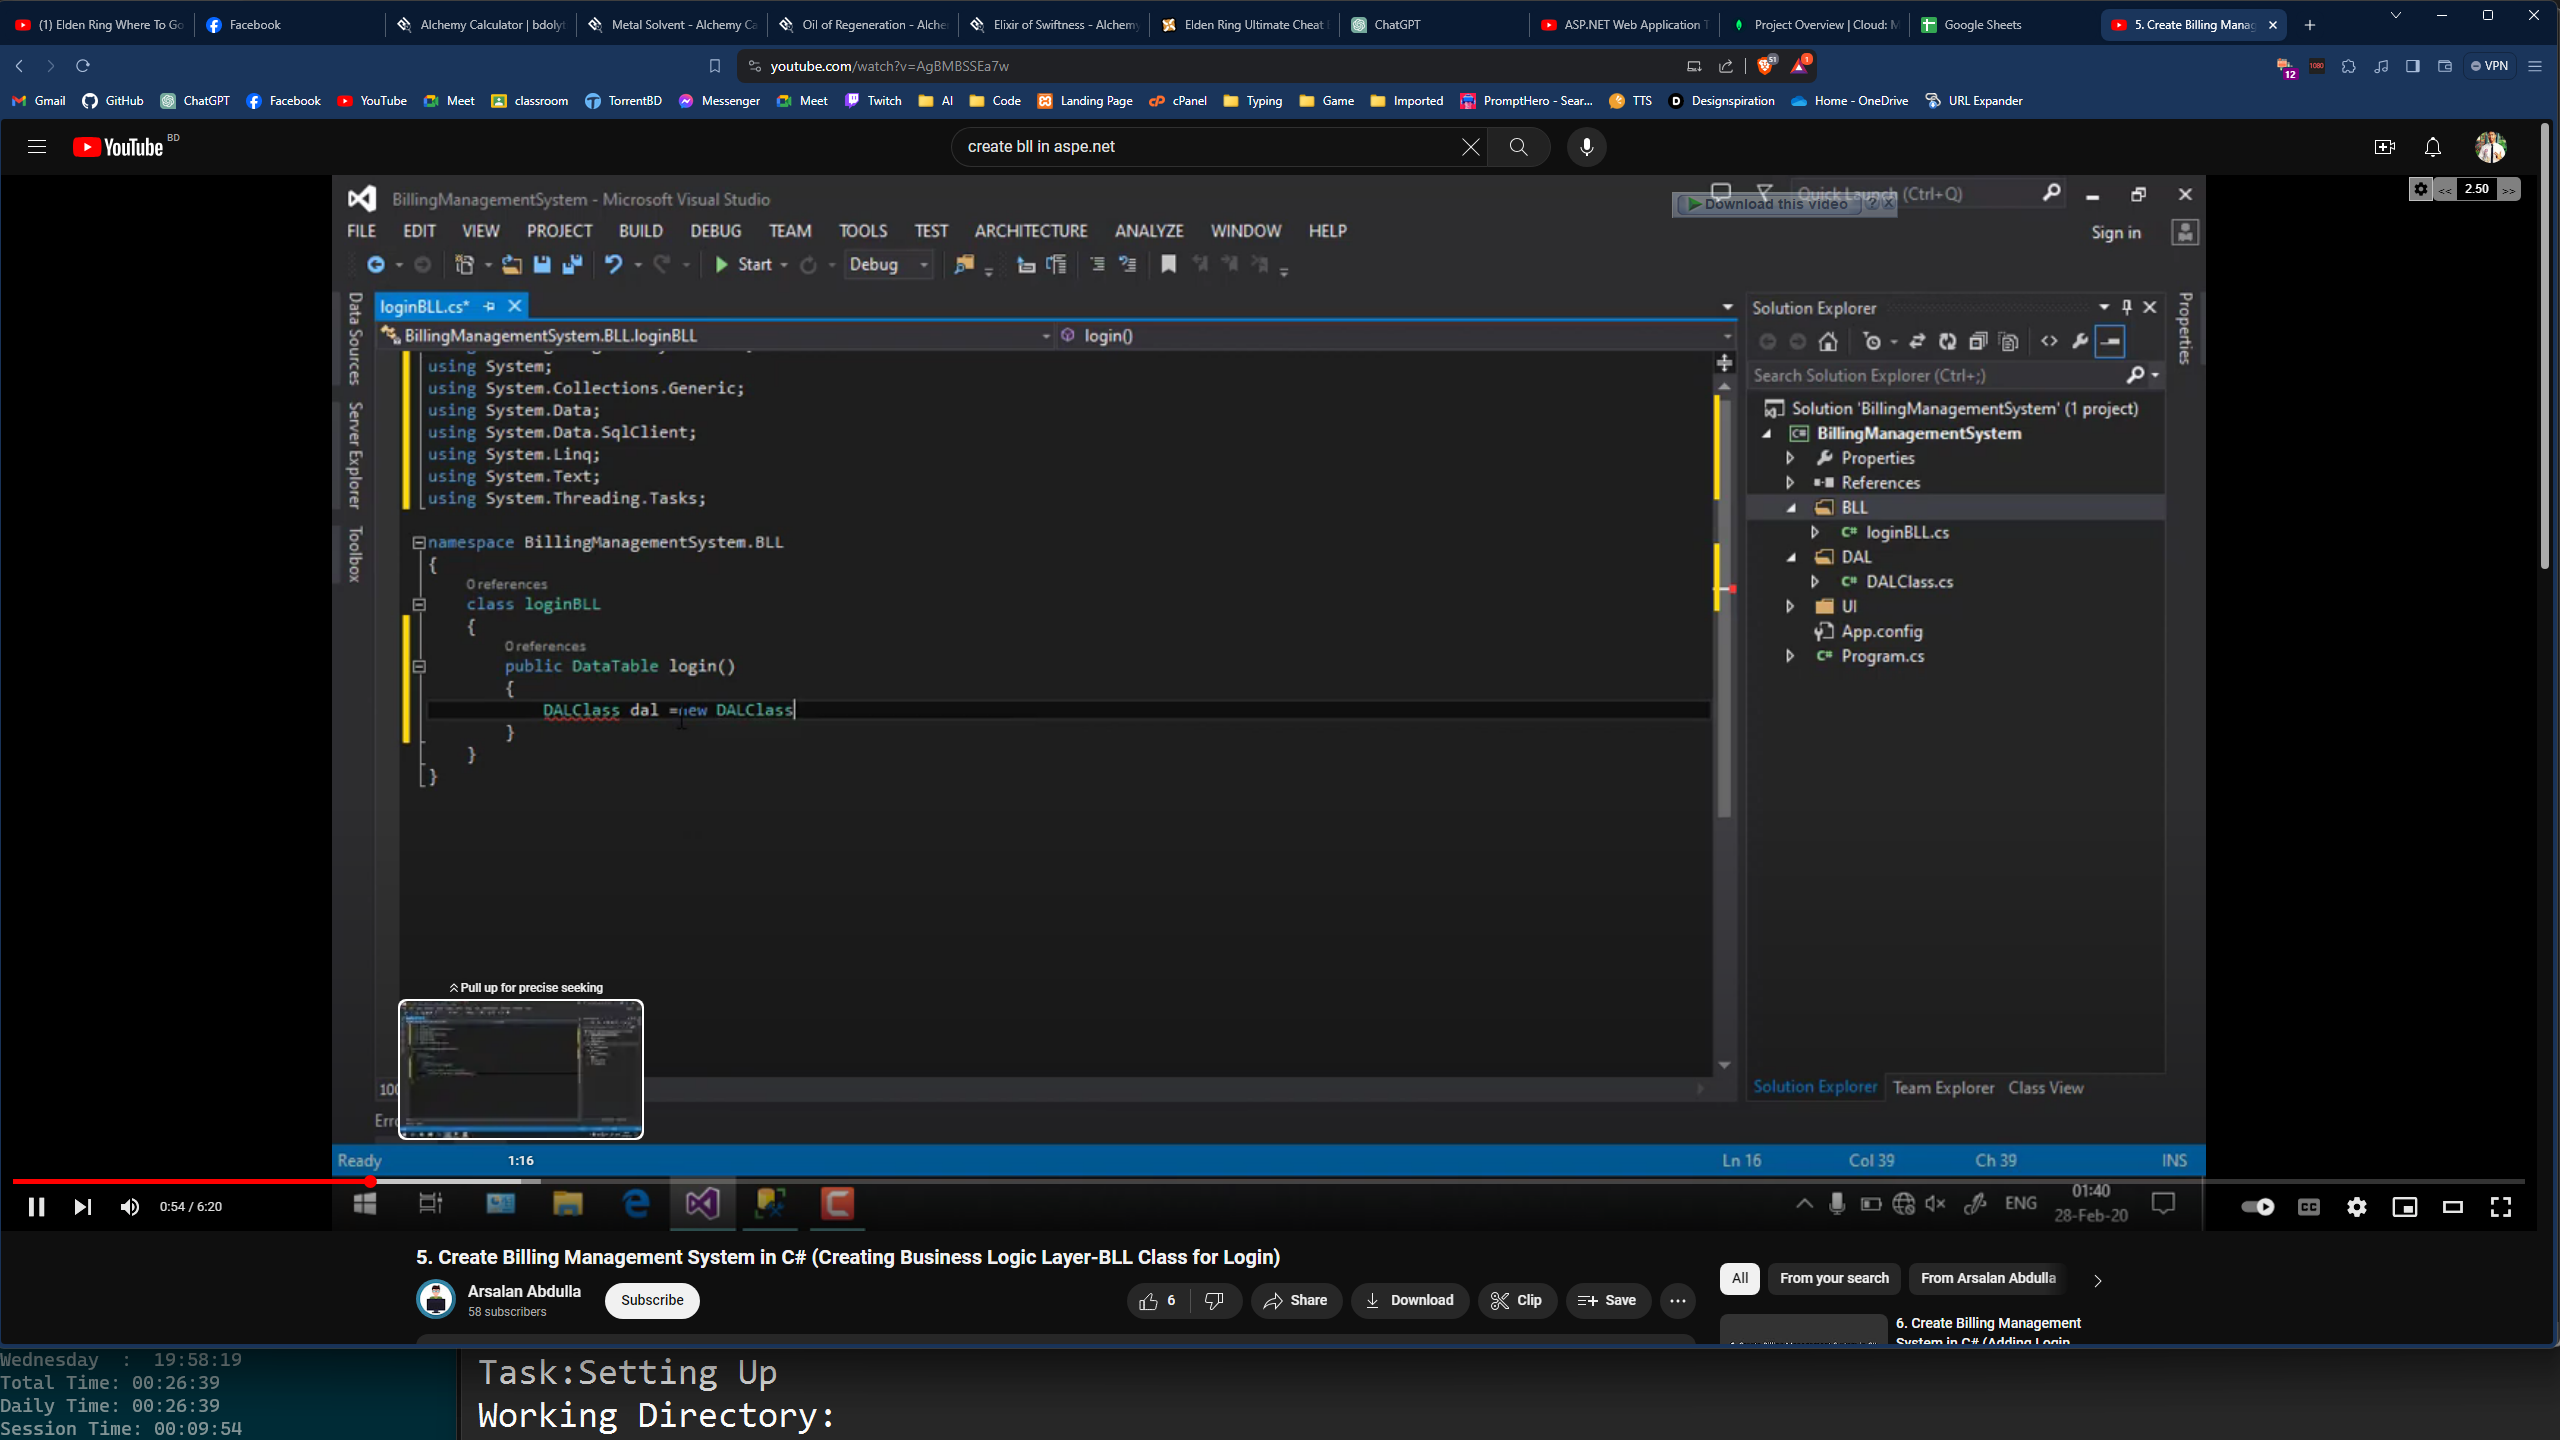 (1) Elden Ring Where To Go
Facebook
Alchemy Calculator | bdolyt
Metal Solvent - Alchemy Ca
Oil of Regeneration - Alche
Elixir of Swiftness - Alchemy
Elden Ring Ultimate Cheat
ChatGPT
ASP.NET Web Application T
Project Overview | Cloud: M
Google Sheets
5. Create Billing Manag
youtube.com/watch?v=AgBMBSSEa7w
51
1
12
1080
VPN
Gmail GitHub ChatGPT Facebook YouTube Meet classroom TorrentBD Messenger Meet Twitch AI Code Landing Page cPanel Typing Game Imported PromptHero - Sear... TTS Designspiration Home - OneDrive URL Expander
YouTube BD
create bll in aspe.net
BillingManagementSystem - Microsoft Visual Studio
Quick Launch (Ctrl+Q)
Download this video
<< 2.50 >>
FILE EDIT VIEW PROJECT BUILD DEBUG TEAM TOOLS TEST ARCHITECTURE ANALYZE WINDOW HELP
Sign in
Start
Debug
Data Sources
Server Explorer
Toolbox
loginBLL.cs*
BillingManagementSystem.BLL.loginBLL
login()
using System;
using System.Collections.Generic;
using System.Data;
using System.Data.SqlClient;
using System.Linq;
using System.Text;
using System.Threading.Tasks;
namespace BillingManagementSystem.BLL
{
0 references
class loginBLL
{
0 references
public DataTable login()
{
DALClass dal =new DALClass
}
}
}
Solution Explorer
Properties
Search Solution Explorer (Ctrl+;)
Solution 'BillingManagementSystem' (1 project)
BillingManagementSystem
Properties
References
BLL
loginBLL.cs
DAL
DALClass.cs
UI
App.config
Program.cs
Solution Explorer Team Explorer Class View
Pull up for precise seeking
100
Erro
Ready
1:16
Ln 16
Col 39
Ch 39
INS
0:54 / 6:20
ENG
01:40
28-Feb-20
5. Create Billing Management System in C# (Creating Business Logic Layer-BLL Class for Login)
Arsalan Abdulla
58 subscribers
Subscribe
6
Share
Download
Clip
Save
All
From your search
From Arsalan Abdulla
6. Create Billing Management
System in C# (Adding Login
Wednesday : 19:58:19
Total Time: 00:26:39
Daily Time: 00:26:39
Session Time: 00:09:54
Task:Setting Up
Working Directory: